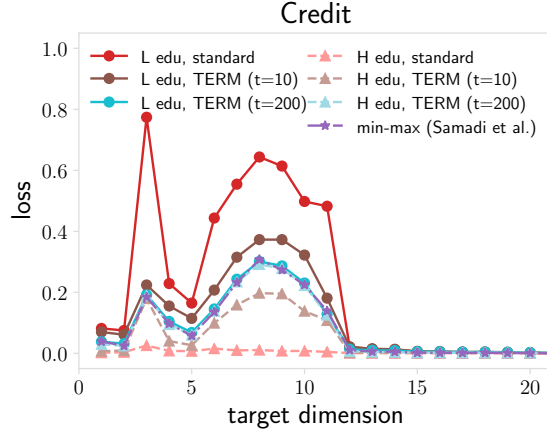 Credit
L edu, standard
L edu, TERM (t=10)
L edu, TERM (t=200)
H edu, standard
H edu, TERM (t=10)
H edu, TERM (t=200)
min-max (Samadi et al.)
loss
1.0
0.8
0.6
0.4
0.2
0.0
0 5 10 15 20
target dimension